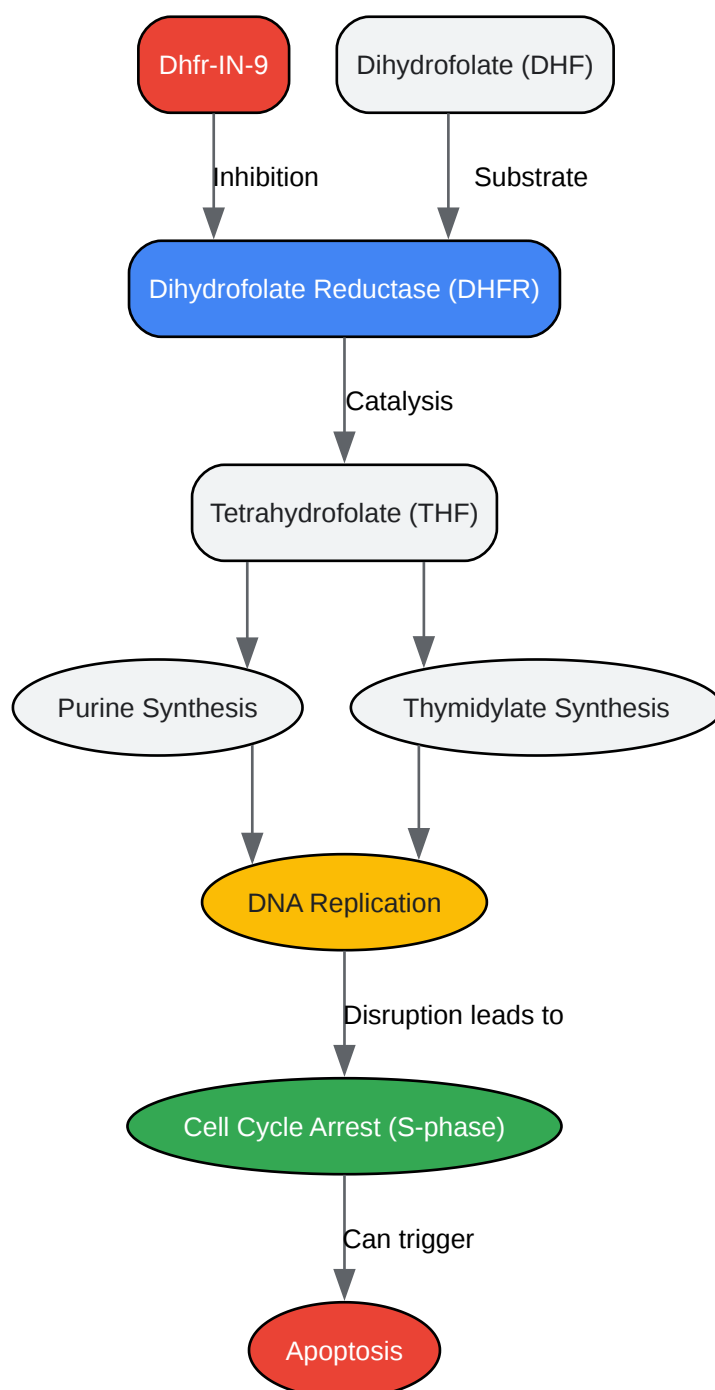 Dhfr-IN-9
Dihydrofolate (DHF)
Inhibition
Substrate
Dihydrofolate Reductase (DHFR)
Catalysis
Tetrahydrofolate (THF)
Purine Synthesis
Thymidylate Synthesis
DNA Replication
Disruption leads to
Cell Cycle Arrest (S-phase)
Can trigger
Apoptosis